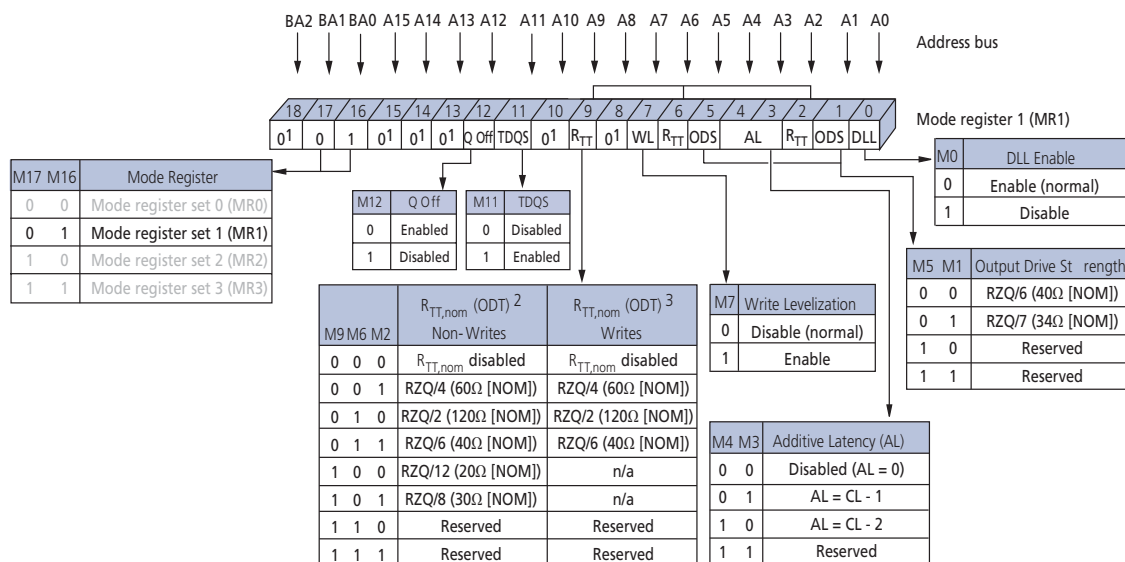 BA2 BA1 BA0 A15 A14 A13 A12 A11 A10 A9 A8 A7 A6 A5 A4 A3 A2 A1 A0
Address bus
18 17 16 15 14 13 12 11 10 9 8 7 6 5 4 3 2 1 0
Mode register 1 (MR1)
0¹ 0 1 0¹ 0¹ 0¹ Q Off TDQS 0¹ R_TT 0¹ WL R_TT ODS AL R_TT ODS DLL
M17 M16 Mode Register
0 0 Mode register set 0 (MR0)
0 1 Mode register set 1 (MR1)
1 0 Mode register set 2 (MR2)
1 1 Mode register set 3 (MR3)
M12 Q Off
0 Enabled
1 Disabled
M11 TDQS
0 Disabled
1 Enabled
M0 DLL Enable
0 Enable (normal)
1 Disable
M5 M1 Output Drive St rength
0 0 RZQ/6 (40Ω [NOM])
0 1 RZQ/7 (34Ω [NOM])
1 0 Reserved
1 1 Reserved
M7 Write Levelization
0 Disable (normal)
1 Enable
M9 M6 M2 R_TT,nom (ODT) ² Non-Writes R_TT,nom (ODT) ³ Writes
0 0 0 R_TT,nom disabled R_TT,nom disabled
0 0 1 RZQ/4 (60Ω [NOM]) RZQ/4 (60Ω [NOM])
0 1 0 RZQ/2 (120Ω [NOM]) RZQ/2 (120Ω [NOM])
0 1 1 RZQ/6 (40Ω [NOM]) RZQ/6 (40Ω [NOM])
1 0 0 RZQ/12 (20Ω [NOM]) n/a
1 0 1 RZQ/8 (30Ω [NOM]) n/a
1 1 0 Reserved Reserved
1 1 1 Reserved Reserved
M4 M3 Additive Latency (AL)
0 0 Disabled (AL = 0)
0 1 AL = CL - 1
1 0 AL = CL - 2
1 1 Reserved